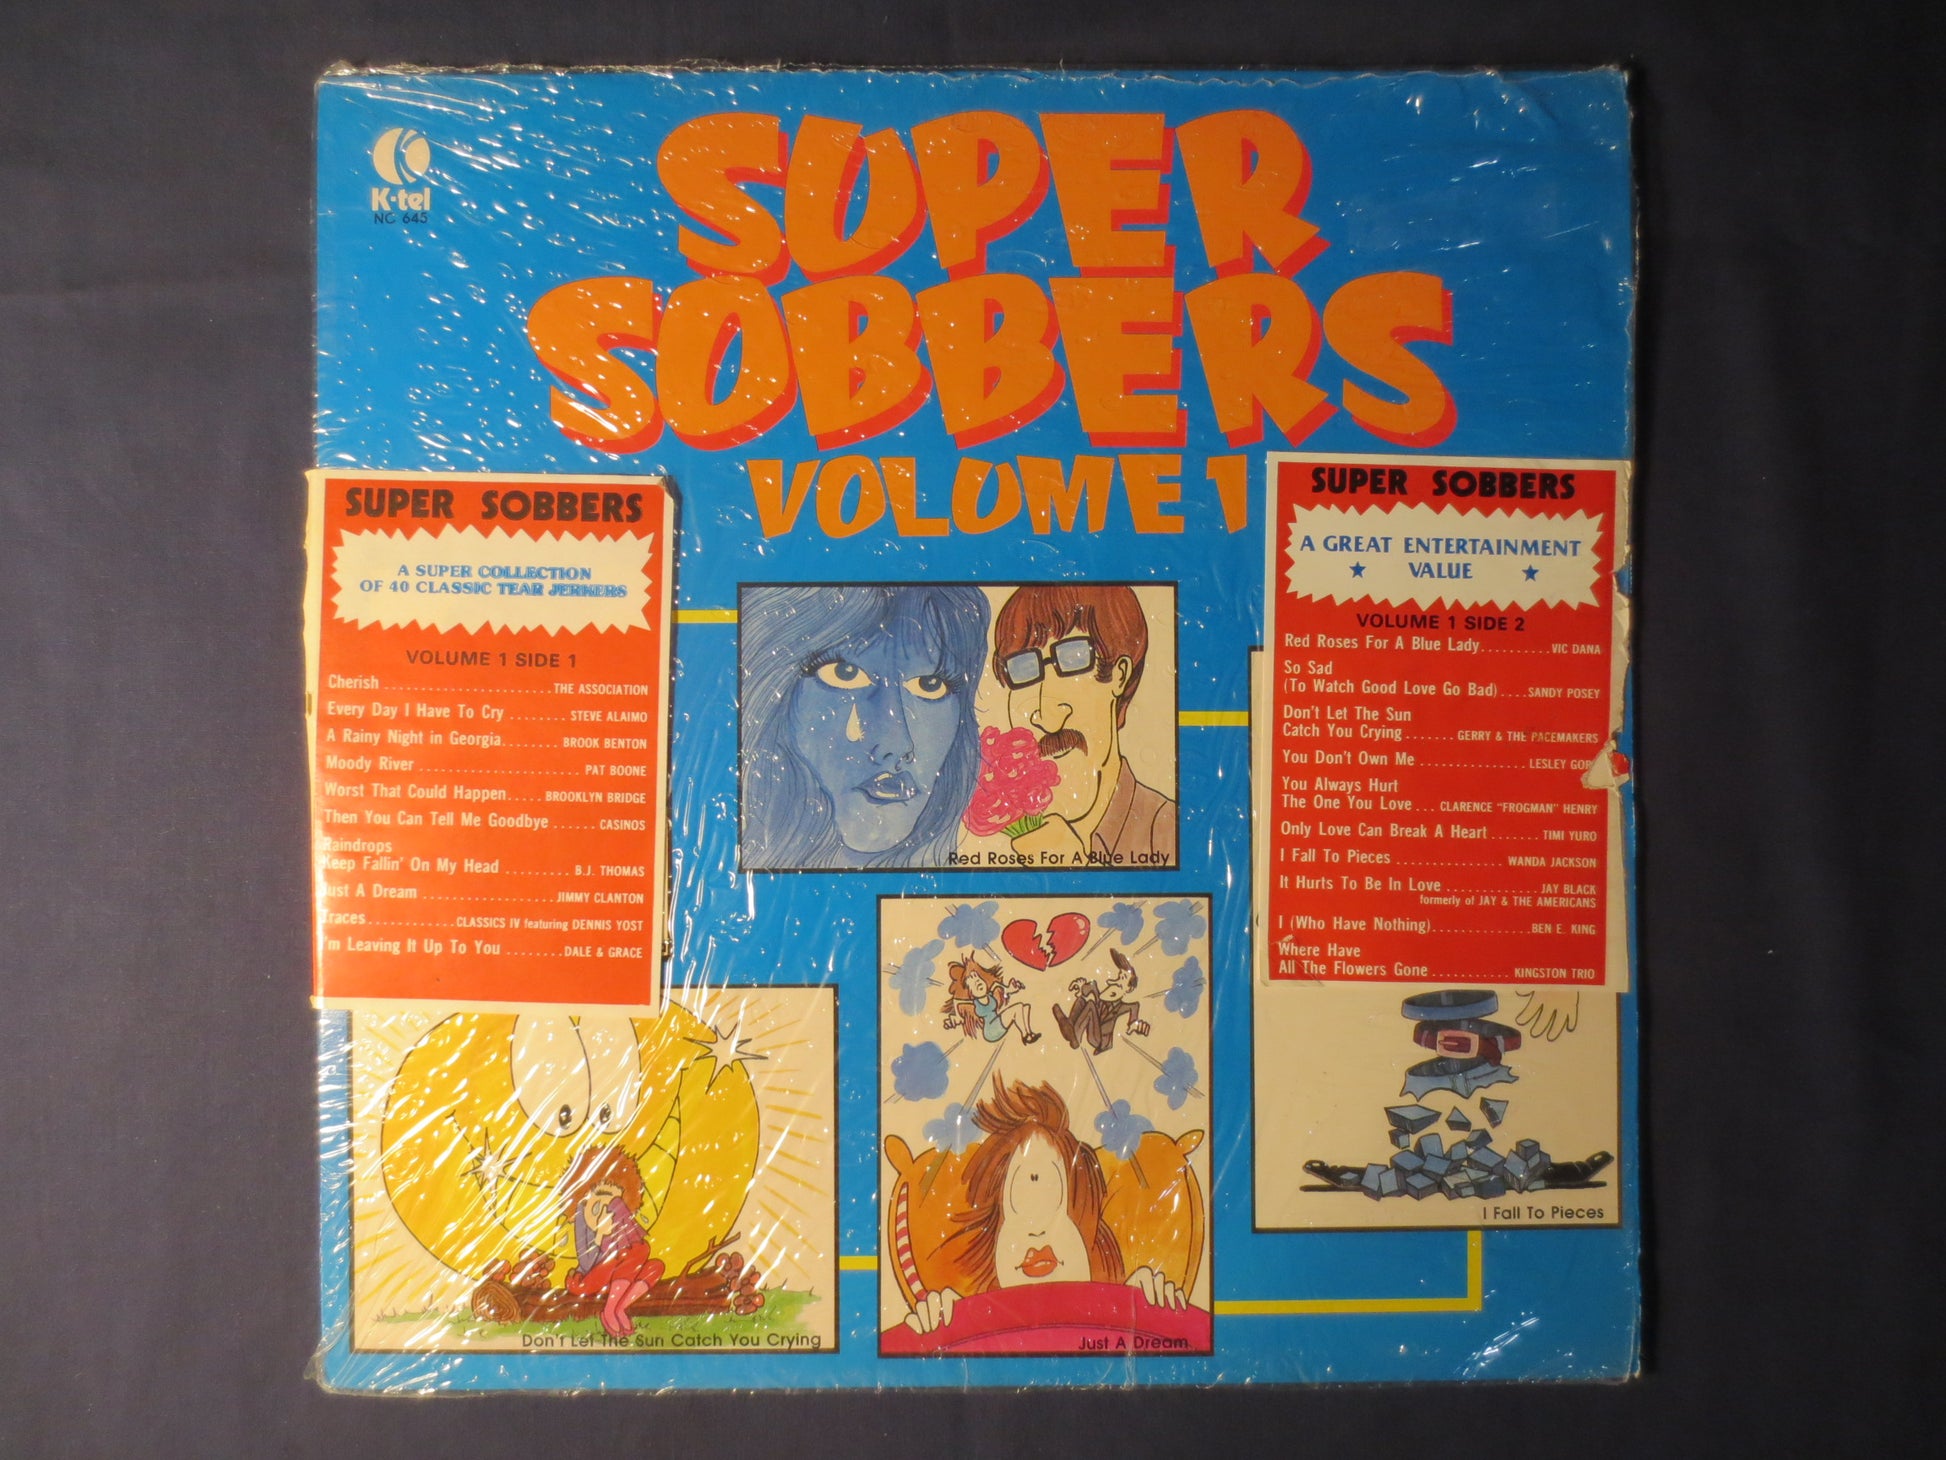 K-tel
NC 645
SUPER
SOBBERS
VOLUME 1
SUPER SOBBERS
A SUPER COLLECTION
OF 40 CLASSIC TEAR JERKERS
VOLUME 1 SIDE 1
Cherish ........................ THE ASSOCIATION
Every Day I Have To Cry ........ STEVE ALAIMO
A Rainy Night in Georgia........ BROOK BENTON
Moody River ........................ PAT BOONE
Worst That Could Happen..... BROOKLYN BRIDGE
Then You Can Tell Me Goodbye ...... CASINOS
Raindrops
Keep Fallin' On My Head ......... B.J. THOMAS
Just A Dream .................... JIMMY CLANTON
Traces............. CLASSICS IV featuring DENNIS YOST
I'm Leaving It Up To You ........ DALE & GRACE
SUPER SOBBERS
A GREAT ENTERTAINMENT
★ VALUE ★
VOLUME 1 SIDE 2
Red Roses For A Blue Lady.......... VIC DANA
So Sad
(To Watch Good Love Go Bad).... SANDY POSEY
Don't Let The Sun
Catch You Crying ....... GERRY & THE PACEMAKERS
You Don't Own Me ............... LESLEY GOR
You Always Hurt
The One You Love ... CLARENCE "FROGMAN" HENRY
Only Love Can Break A Heart ....... TIMI YURO
I Fall To Pieces ................ WANDA JACKSON
It Hurts To Be In Love ............. JAY BLACK
formerly of JAY & THE AMERICANS
I (Who Have Nothing).............. BEN E. KING
Where Have
All The Flowers Gone ........... KINGSTON TRIO
Red Roses For A Blue Lady
I Fall To Pieces
Don't Let The Sun Catch You Crying
Just A Dream